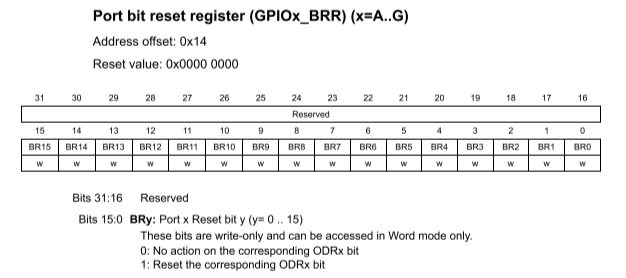 Port bit reset register (GPIOx_BRR) (x=A..G)
Address offset: 0x14
Reset value: 0x0000 0000
31 30 29 28 27 26 25 24 23 22 21 20 19 18 17 16
Reserved
15 14 13 12 11 10 9 8 7 6 5 4 3 2 1 0
BR15 BR14 BR13 BR12 BR11 BR10 BR9 BR8 BR7 BR6 BR5 BR4 BR3 BR2 BR1 BR0
w w w w w w w w w w w w w w w w
Bits 31:16 Reserved
Bits 15:0 BRy: Port x Reset bit y (y= 0 .. 15)
These bits are write-only and can be accessed in Word mode only.
0: No action on the corresponding ODRx bit
1: Reset the corresponding ODRx bit